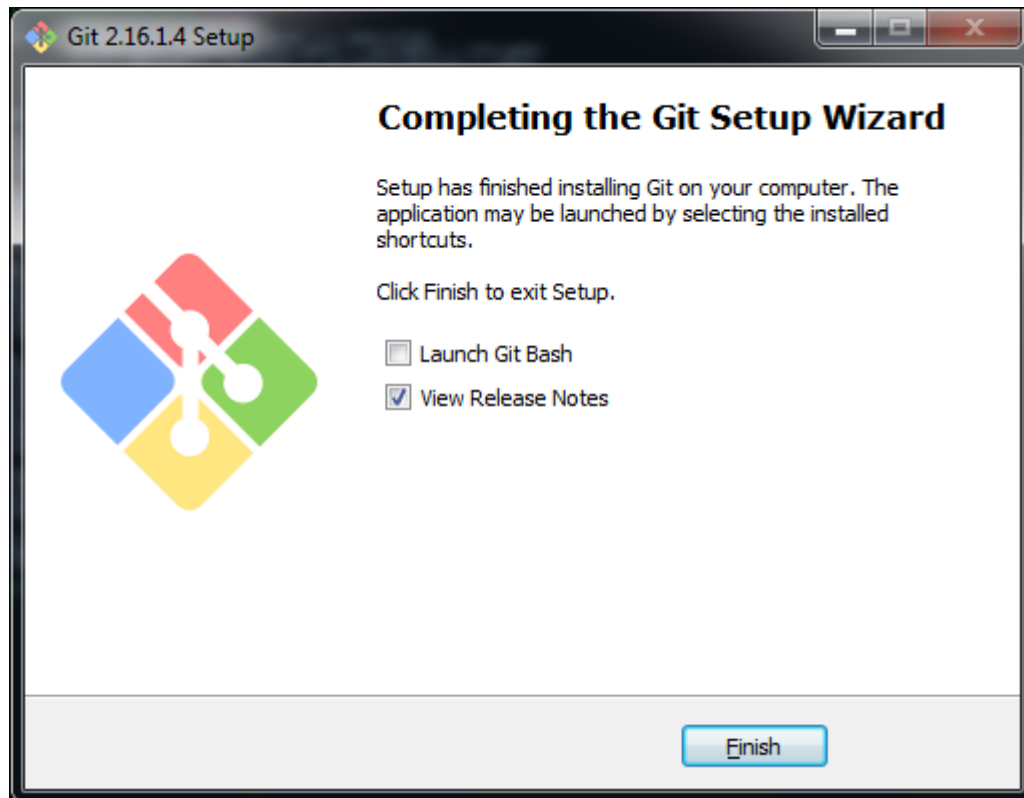 Git 2.16.1.4 Setup
Completing the Git Setup Wizard
Setup has finished installing Git on your computer. The
application may be launched by selecting the installed
shortcuts.
Click Finish to exit Setup.
Launch Git Bash
View Release Notes
Finish